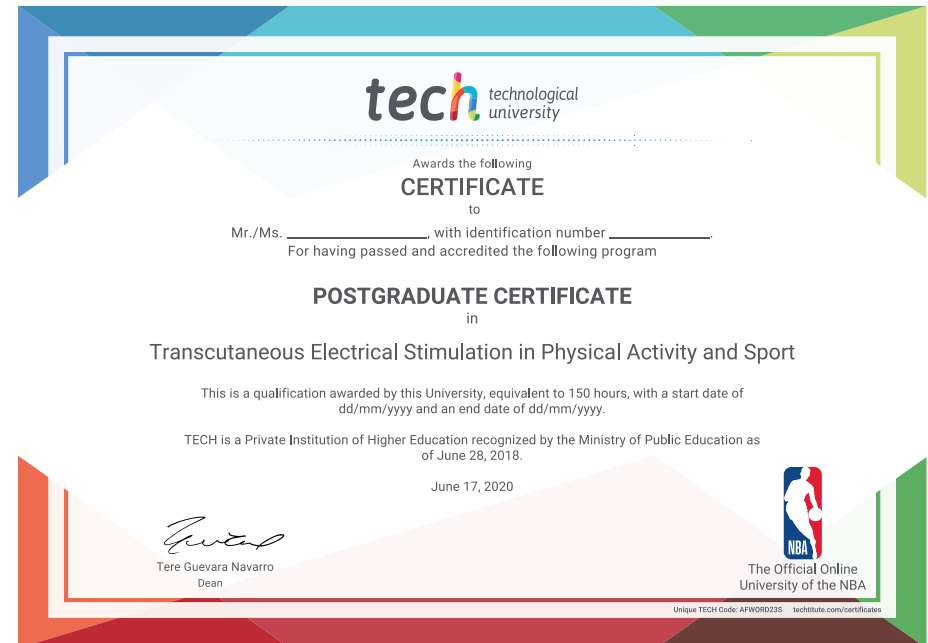 tech technological
university
Awards the following
CERTIFICATE
to
Mr./Ms. ____________________, with identification number ______________.
For having passed and accredited the following program
POSTGRADUATE CERTIFICATE
in
Transcutaneous Electrical Stimulation in Physical Activity and Sport
This is a qualification awarded by this University, equivalent to 150 hours, with a start date of
dd/mm/yyyy and an end date of dd/mm/yyyy.
TECH is a Private Institution of Higher Education recognized by the Ministry of Public Education as
of June 28, 2018.
June 17, 2020
Tere Guevara Navarro
Dean
NBA
The Official Online
University of the NBA
Unique TECH Code: AFWORD23S techtitute.com/certificates